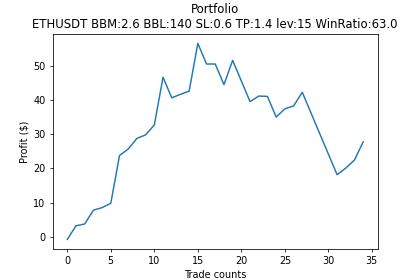 Portfolio
ETHUSDT BBM:2.6 BBL:140 SL:0.6 TP:1.4 lev:15 WinRatio:63.0
50
40
30
20
10
0
Profit ($)
0 5 10 15 20 25 30 35
Trade counts